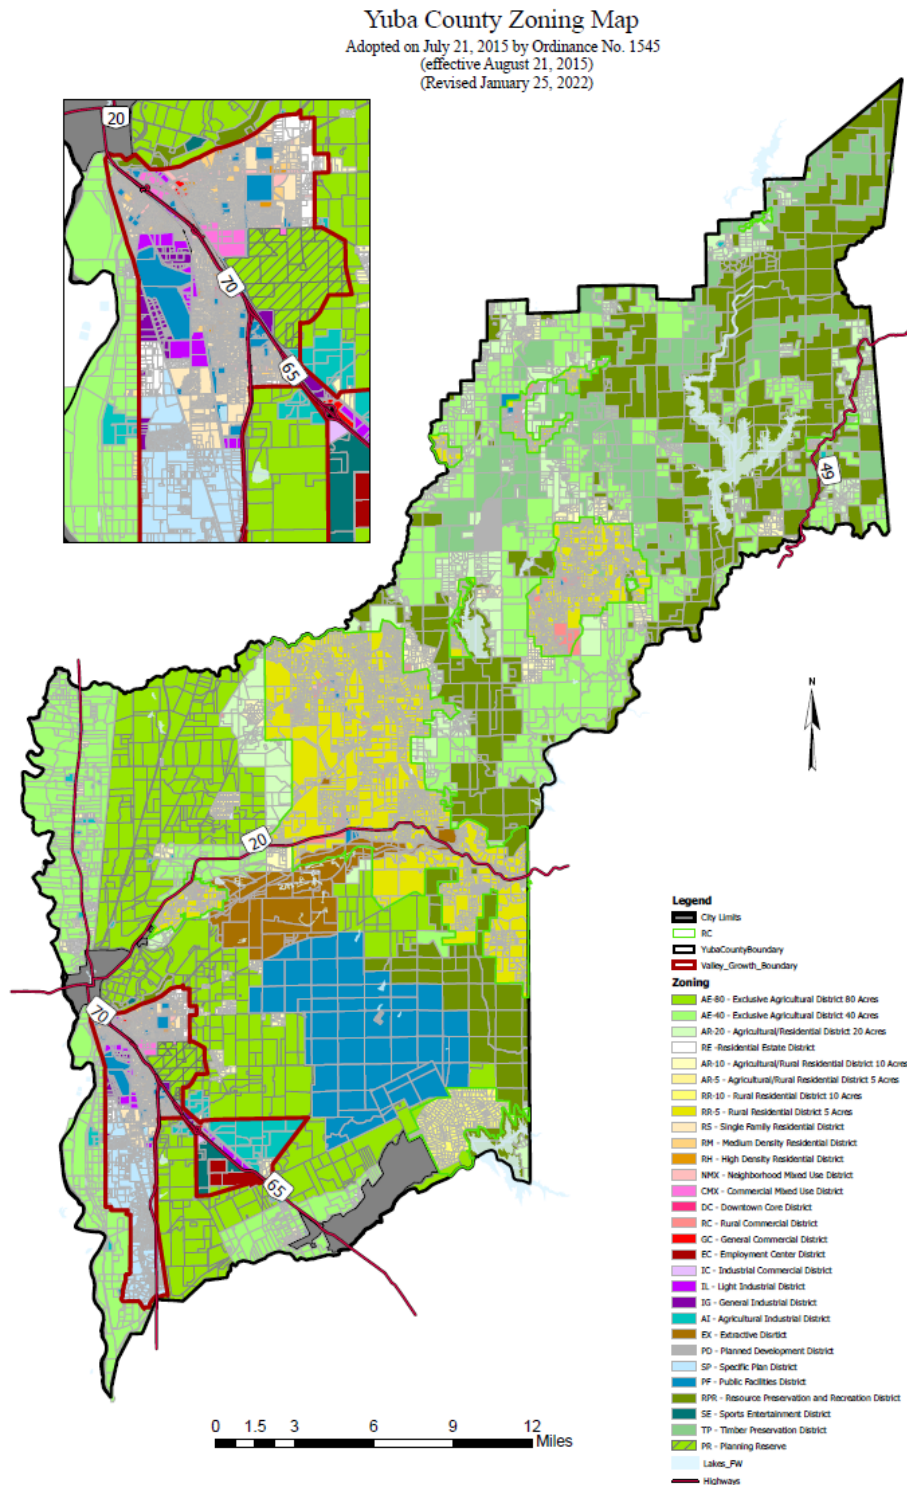 Yuba County Zoning Map
Adopted on July 21, 2015 by Ordinance No. 1545
(effective August 21, 2015)
(Revised January 25, 2022)
20
70
65
49
20
70
65
N
Legend
City Limits
RC
YubaCountyBoundary
Valley_Growth_Boundary
Zoning
AE-80 - Exclusive Agricultural District 80 Acres
AE-40 - Exclusive Agricultural District 40 Acres
AR-20 - Agricultural/Residential District 20 Acres
RE -Residential Estate District
AR-10 - Agricultural/Rural Residential District 10 Acres
AR-5 - Agricultural/Rural Residential District 5 Acres
RR-10 - Rural Residential District 10 Acres
RR-5 - Rural Residential District 5 Acres
RS - Single Family Residential District
RM - Medium Density Residential District
RH - High Density Residential District
NMX - Neighborhood Mixed Use District
CMX - Commercial Mixed Use District
DC - Downtown Core District
RC - Rural Commercial District
GC - General Commercial District
EC - Employment Center District
IC - Industrial Commercial District
IL - Light Industrial District
IG - General Industrial District
AI - Agricultural Industrial District
EX - Extractive Disrtict
PD - Planned Development District
SP - Specific Plan District
PF - Public Facilities District
RPR - Resource Preservation and Recreation District
SE - Sports Entertainment District
TP - Timber Preservation District
PR - Planning Reserve
Lakes_FW
Highways
0 1.5 3 6 9 12
Miles